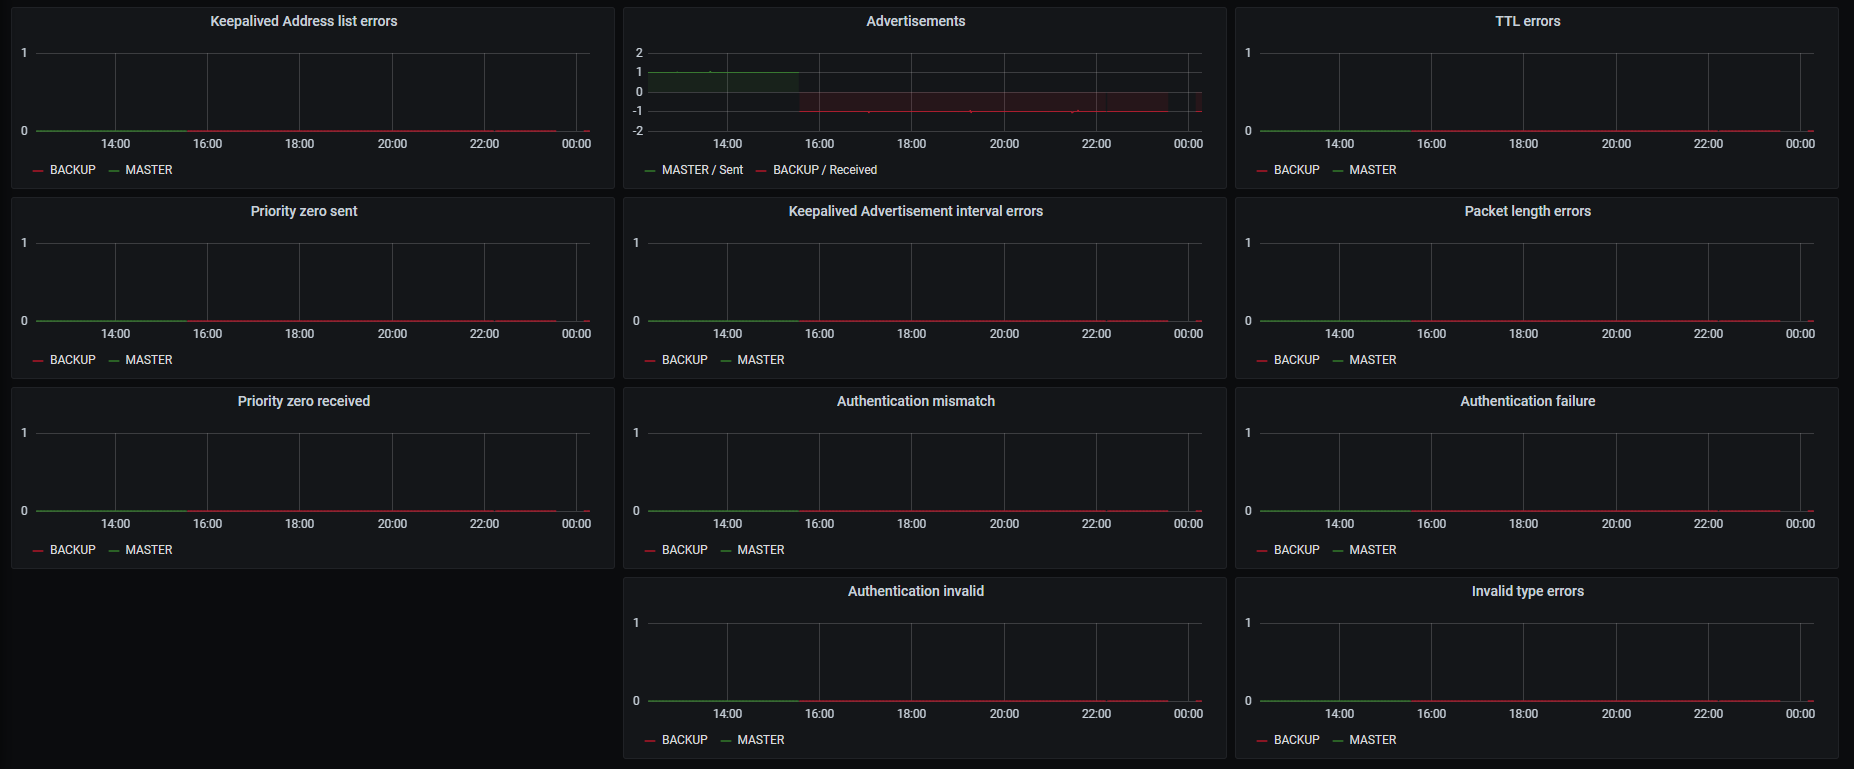 Keepalived Address list errors
1
0
14:00 16:00 18:00 20:00 22:00 00:00
BACKUP MASTER
Advertisements
2
1
0
-1
-2
14:00 16:00 18:00 20:00 22:00 00:00
MASTER / Sent BACKUP / Received
TTL errors
1
0
14:00 16:00 18:00 20:00 22:00 00:00
BACKUP MASTER
Priority zero sent
1
0
14:00 16:00 18:00 20:00 22:00 00:00
BACKUP MASTER
Keepalived Advertisement interval errors
1
0
14:00 16:00 18:00 20:00 22:00 00:00
BACKUP MASTER
Packet length errors
1
0
14:00 16:00 18:00 20:00 22:00 00:00
BACKUP MASTER
Priority zero received
1
0
14:00 16:00 18:00 20:00 22:00 00:00
BACKUP MASTER
Authentication mismatch
1
0
14:00 16:00 18:00 20:00 22:00 00:00
BACKUP MASTER
Authentication failure
1
0
14:00 16:00 18:00 20:00 22:00 00:00
BACKUP MASTER
Authentication invalid
1
0
14:00 16:00 18:00 20:00 22:00 00:00
BACKUP MASTER
Invalid type errors
1
0
14:00 16:00 18:00 20:00 22:00 00:00
BACKUP MASTER